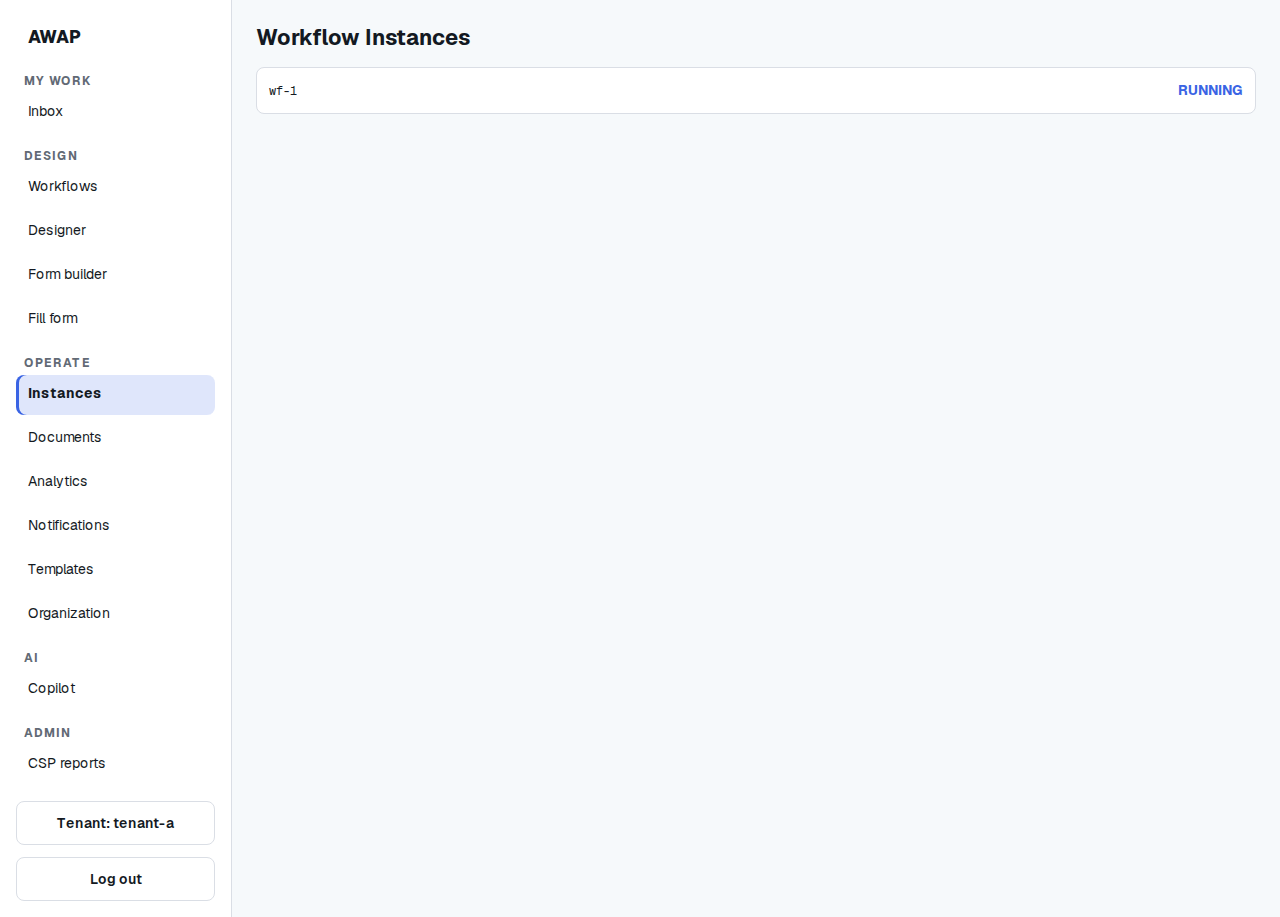 AWAP
MY WORK
Inbox
DESIGN
Workflows
Designer
Form builder
Fill form
OPERATE
Instances
Documents
Analytics
Notifications
Templates
Organization
AI
Copilot
ADMIN
CSP reports
Tenant: tenant-a
Log out
Workflow Instances
wf-1 RUNNING